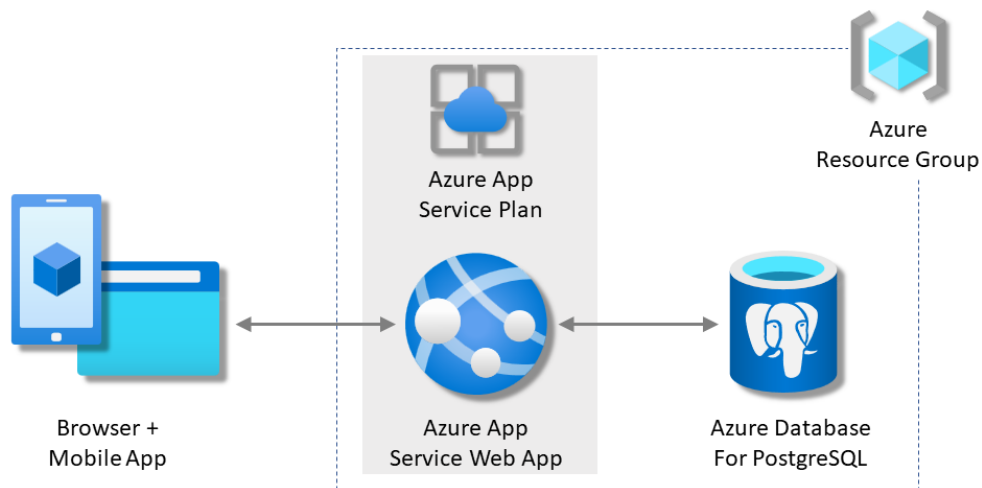 Azure
Resource Group
Azure App
Service Plan
Browser +
Mobile App
Azure App
Service Web App
Azure Database
For PostgreSQL